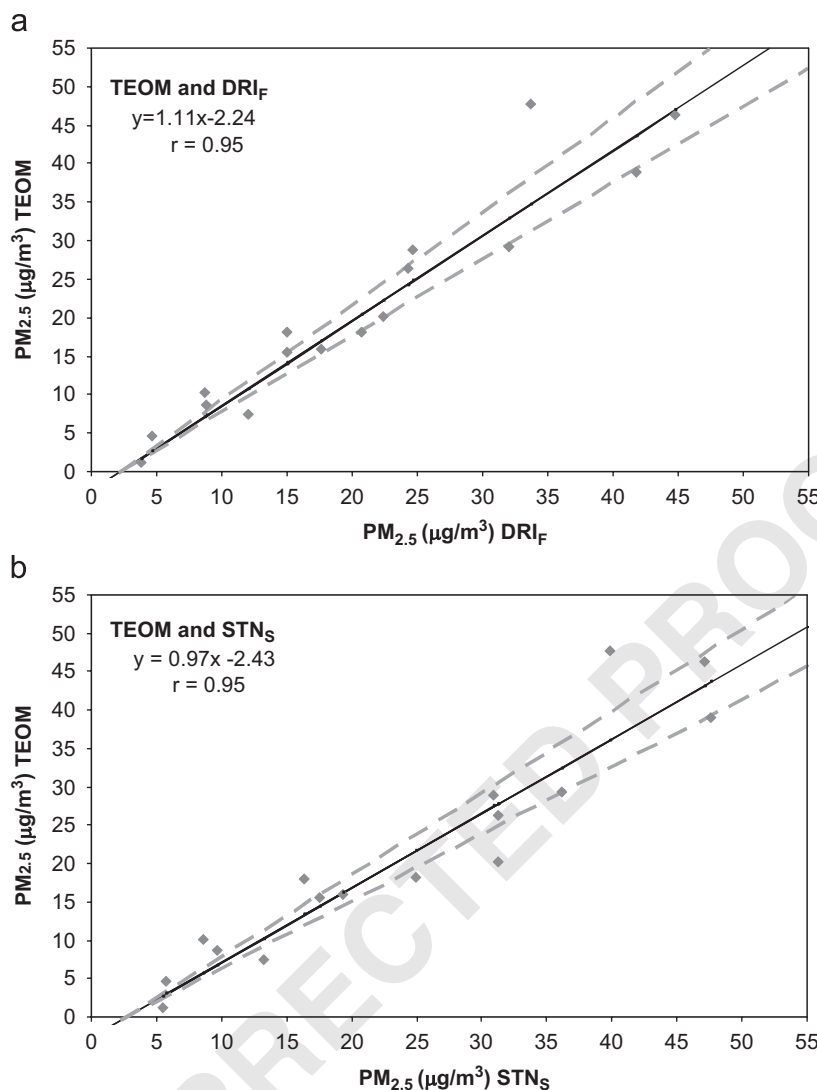 a
55
50
45
40
35
30
25
20
15
10
5
0
PM2.5 (µg/m3) TEOM
TEOM and DRIF
y=1.11x-2.24
r = 0.95
0 5 10 15 20 25 30 35 40 45 50 55
PM2.5 (µg/m3) DRIF
b
55
50
45
40
35
30
25
20
15
10
5
0
PM2.5 (µg/m3) TEOM
TEOM and STNS
y = 0.97x -2.43
r = 0.95
0 5 10 15 20 25 30 35 40 45 50 55
PM2.5 (µg/m3) STNS
RECTED PROO